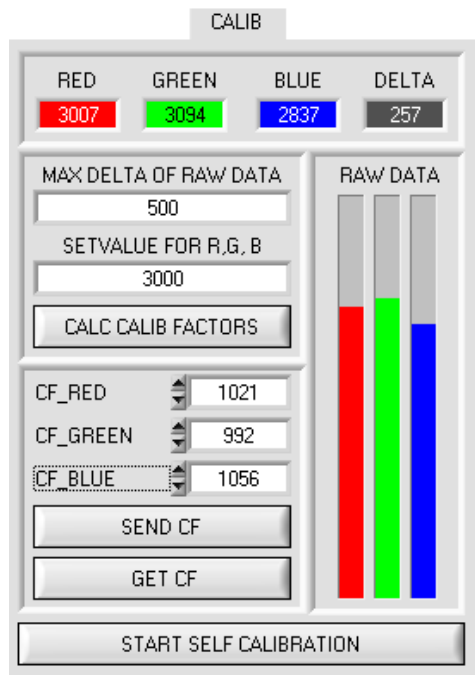 CALIB
RED GREEN BLUE DELTA
3007 3094 2837 257
MAX DELTA OF RAW DATA
500
SETVALUE FOR R,G, B
3000
CALC CALIB FACTORS
RAW DATA
CF_RED 1021
CF_GREEN 992
CF_BLUE 1056
SEND CF
GET CF
START SELF CALIBRATION